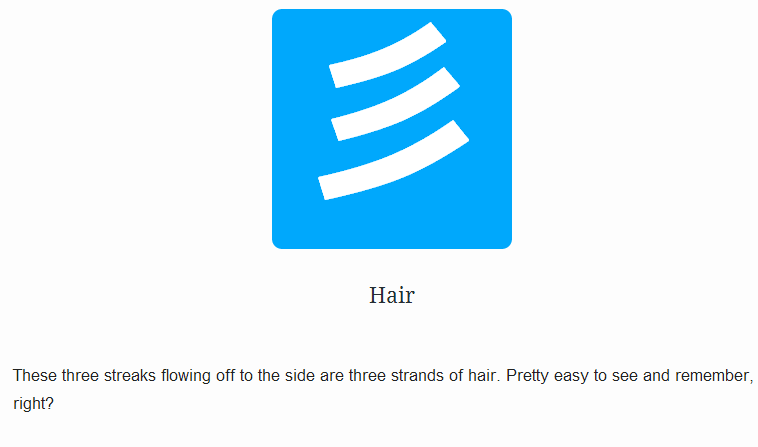 彡
Hair
These three streaks flowing off to the side are three strands of hair. Pretty easy to see and remember,
right?